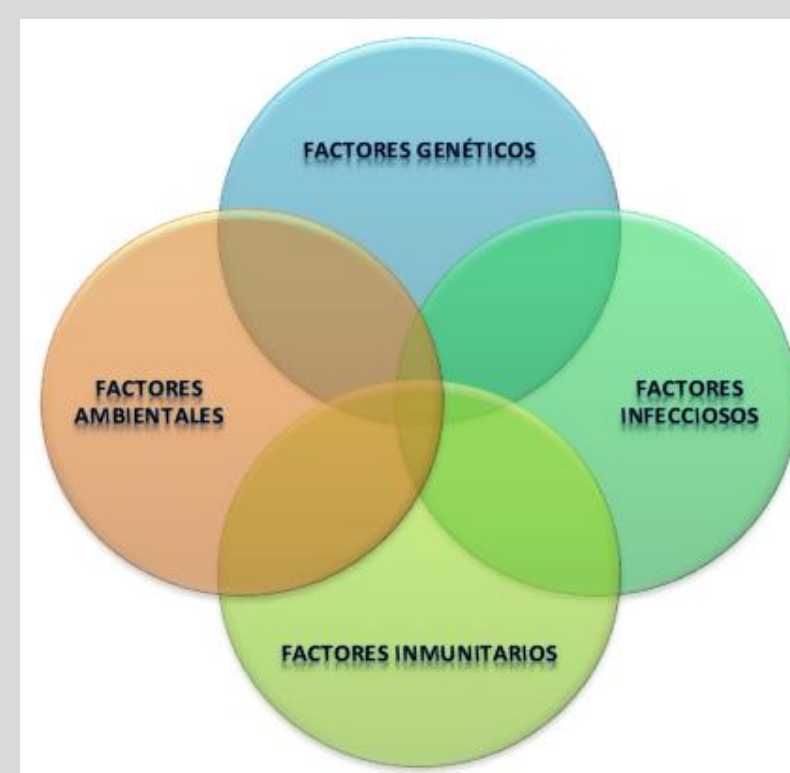 FACTORES GENÉTICOS
FACTORES
AMBIENTALES
FACTORES
INFECCIOSOS
FACTORES INMUNITARIOS